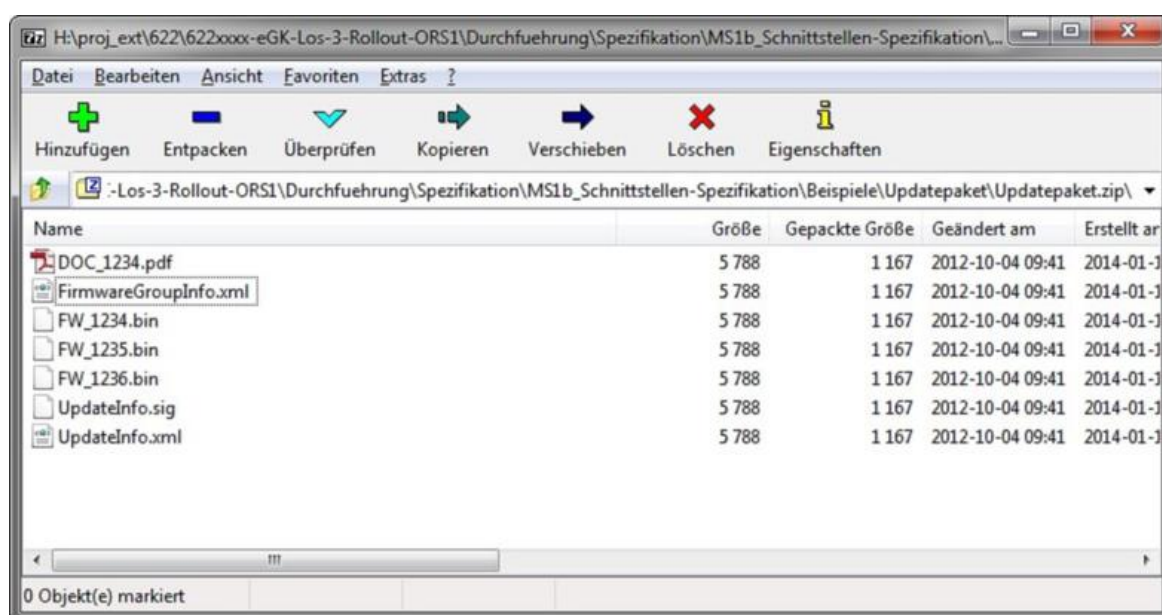 H:\proj_ext\622\622xxxx-eGK-Los-3-Rollout-ORS1\Durchfuehrung\Spezifikation\MS1b_Schnittstellen-Spezifikation\...
Datei Bearbeiten Ansicht Favoriten Extras ?
Hinzufügen Entpacken Überprüfen Kopieren Verschieben Löschen Eigenschaften
:-Los-3-Rollout-ORS1\Durchfuehrung\Spezifikation\MS1b_Schnittstellen-Spezifikation\Beispiele\Updatepaket\Updatepaket.zip\
Name Größe Gepackte Größe Geändert am Erstellt ar
DOC_1234.pdf 5 788 1 167 2012-10-04 09:41 2014-01-1
FirmwareGroupInfo.xml 5 788 1 167 2012-10-04 09:41 2014-01-1
FW_1234.bin 5 788 1 167 2012-10-04 09:41 2014-01-1
FW_1235.bin 5 788 1 167 2012-10-04 09:41 2014-01-1
FW_1236.bin 5 788 1 167 2012-10-04 09:41 2014-01-1
UpdateInfo.sig 5 788 1 167 2012-10-04 09:41 2014-01-1
UpdateInfo.xml 5 788 1 167 2012-10-04 09:41 2014-01-1
0 Objekt(e) markiert